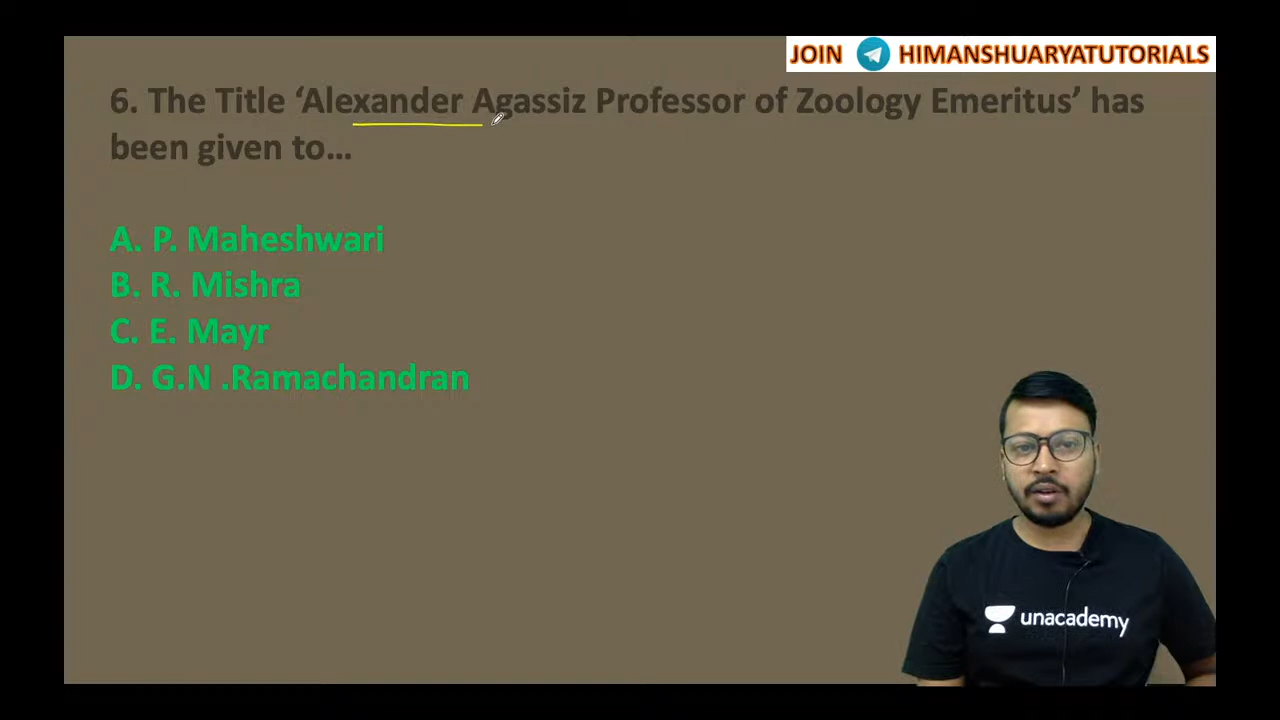 JOIN HIMANSHUARYATUTORIALS
6. The Title ‘Alexander Agassiz Professor of Zoology Emeritus’ has
been given to…
A. P. Maheshwari
B. R. Mishra
C. E. Mayr
D. G.N .Ramachandran
unacademy